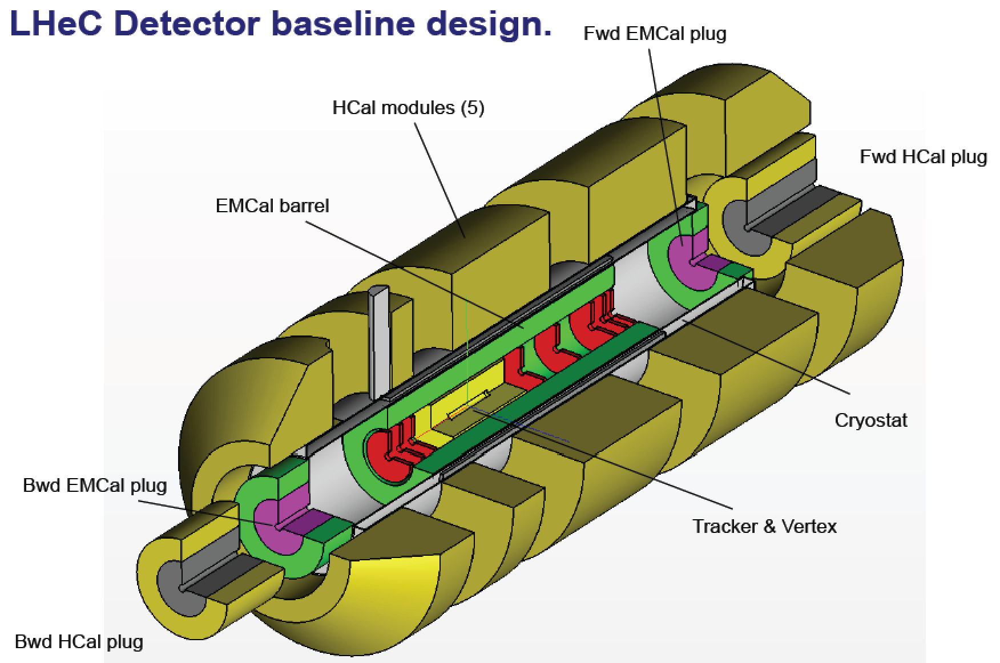 LHeC Detector baseline design.
Fwd EMCal plug
HCal modules (5)
Fwd HCal plug
EMCal barrel
Cryostat
Bwd EMCal plug
Tracker & Vertex
Bwd HCal plug